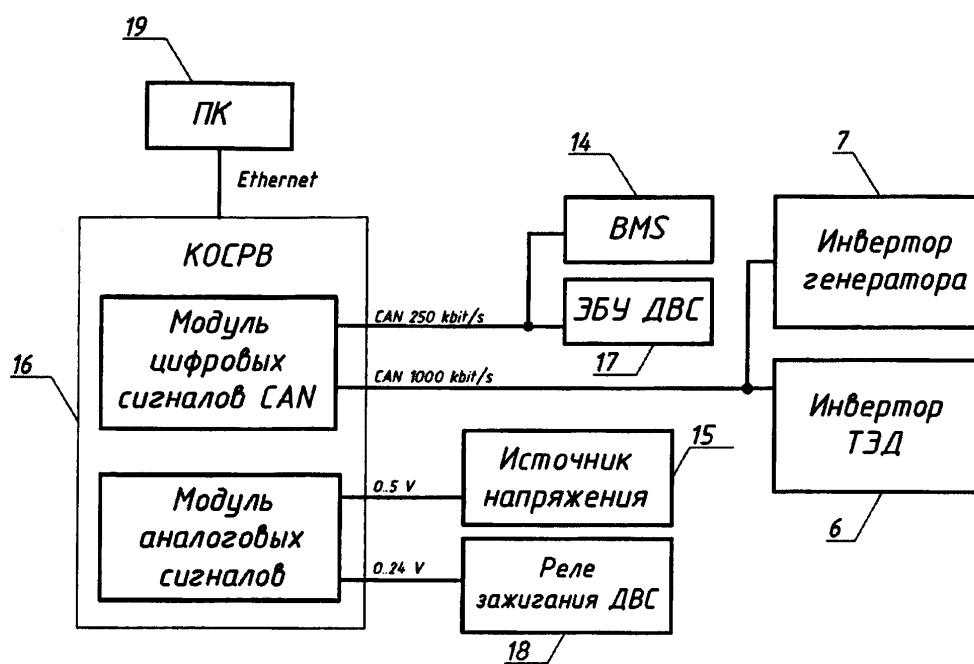 19
ПК
Ethernet
КОСРВ
16
Модуль
цифровых
сигналов CAN
CAN 250 kbit/s
CAN 1000 kbit/s
14
BMS
ЭБУ ДВС
17
7
Инвертор
генератора
Инвертор
ТЭД
6
Модуль
аналоговых
сигналов
0..5 V
0..24 V
15
Источник
напряжения
Реле
зажигания ДВС
18